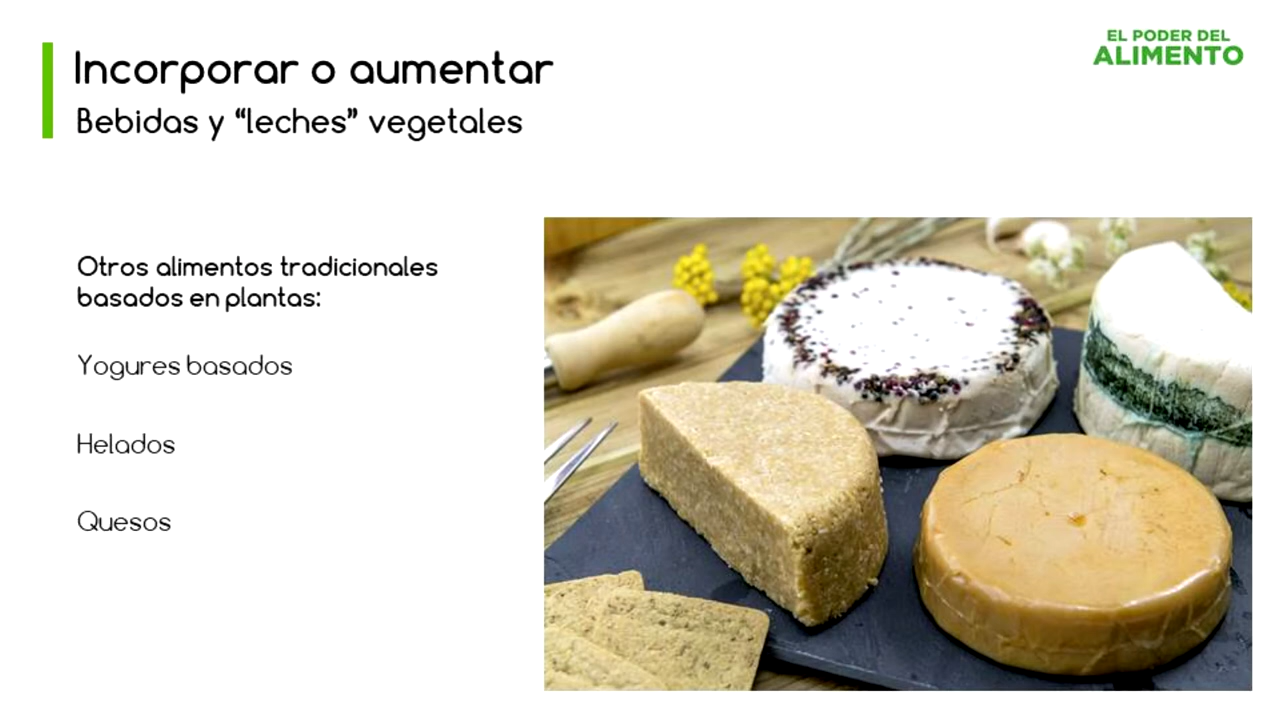 Incorporar o aumentar
Bebidas y “leches” vegetales
EL PODER DEL
ALIMENTO
Otros alimentos tradicionales
basados en plantas:
Yogures basados
Helados
Quesos